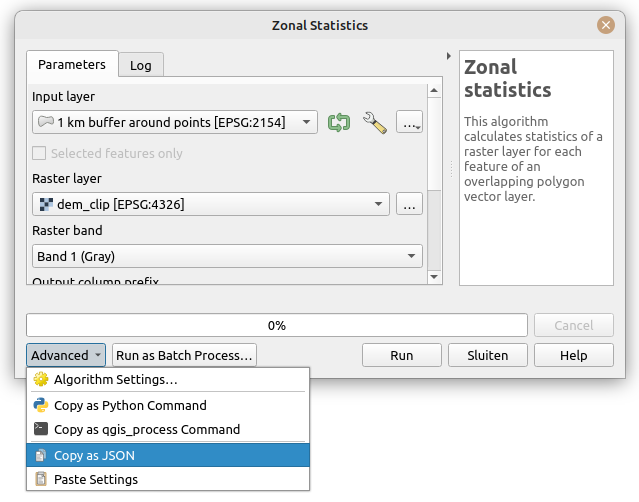 Zonal Statistics
Parameters
Log
Input layer
1 km buffer around points [EPSG:2154]
...
Selected features only
Raster layer
dem_clip [EPSG:4326]
...
Raster band
Band 1 (Gray)
Output column prefix
Zonal
statistics
This algorithm
calculates statistics of a
raster layer for each
feature of an
overlapping polygon
vector layer.
0%
Cancel
Advanced
Run as Batch Process...
Run
Sluiten
Help
Algorithm Settings...
Copy as Python Command
Copy as qgis_process Command
Copy as JSON
Paste Settings